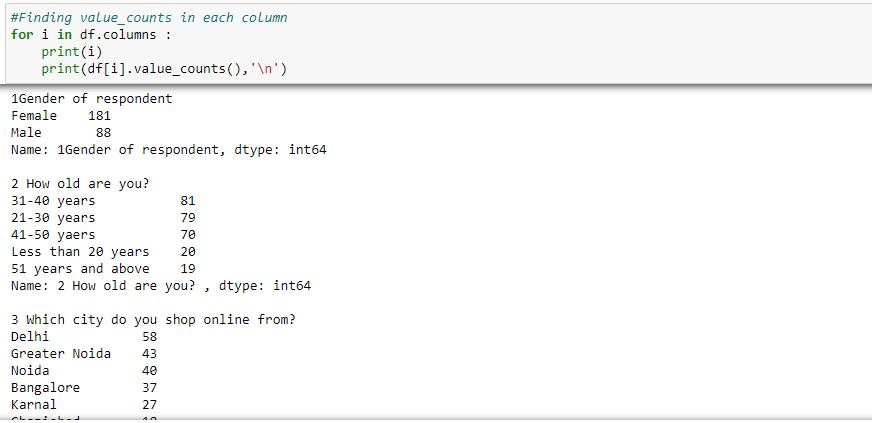 #Finding value_counts in each column
for i in df.columns :
    print(i)
    print(df[i].value_counts(),'\n')
1Gender of respondent
Female    181
Male       88
Name: 1Gender of respondent, dtype: int64
2 How old are you?
31-40 years           81
21-30 years           79
41-50 yaers           70
Less than 20 years    20
51 years and above    19
Name: 2 How old are you? , dtype: int64
3 Which city do you shop online from?
Delhi                58
Greater Noida    43
Noida                40
Bangalore        37
Karnal            27